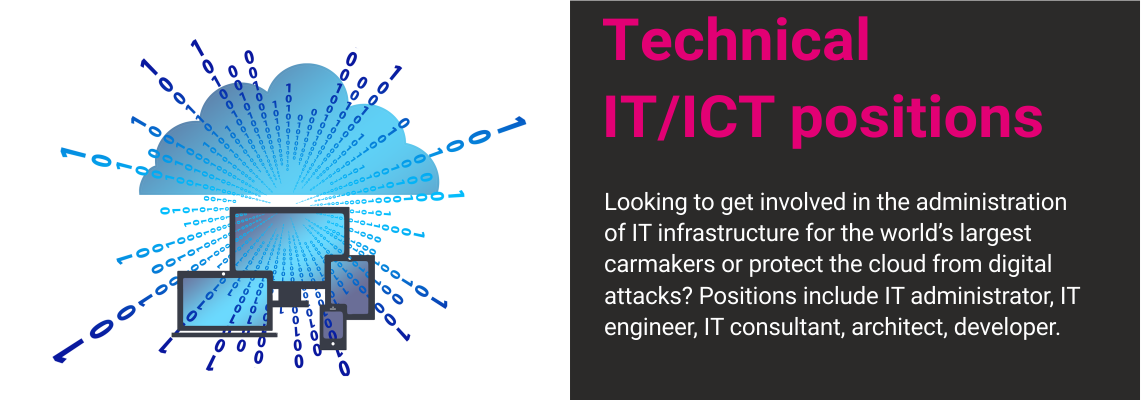 Technical
IT/ICT positions
Looking to get involved in the administration
of IT infrastructure for the world’s largest
carmakers or protect the cloud from digital
attacks? Positions include IT administrator, IT
engineer, IT consultant, architect, developer.